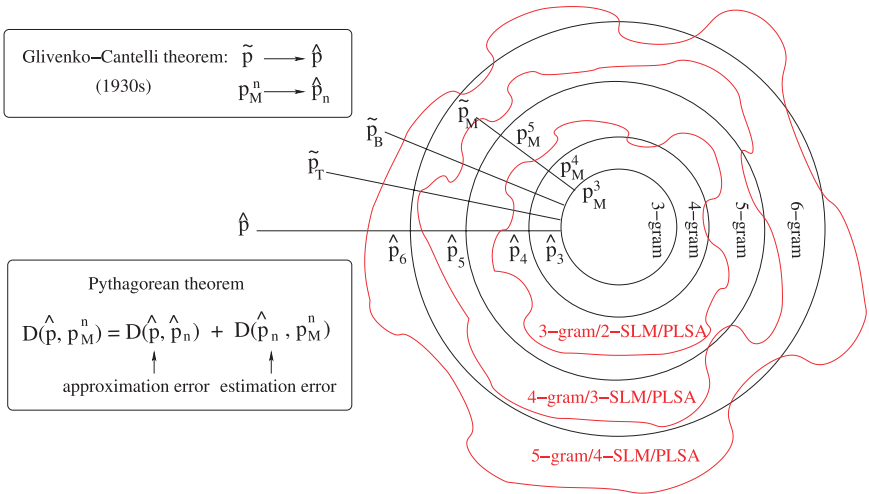 Glivenko−Cantelli theorem: p̃ → p̂
(1930s) p_M^n → p̂_n
p̃_M
p̃_B
p̃_T
p̂
p_M^5
p_M^4
p_M^3
p̂_6 p̂_5 p̂_4 p̂_3
3−gram 4−gram 5−gram 6−gram
Pythagorean theorem
D(p̂, p_M^n) = D(p̂, p̂_n) + D(p̂_n, p_M^n)
approximation error estimation error
3−gram/2−SLM/PLSA
4−gram/3−SLM/PLSA
5−gram/4−SLM/PLSA